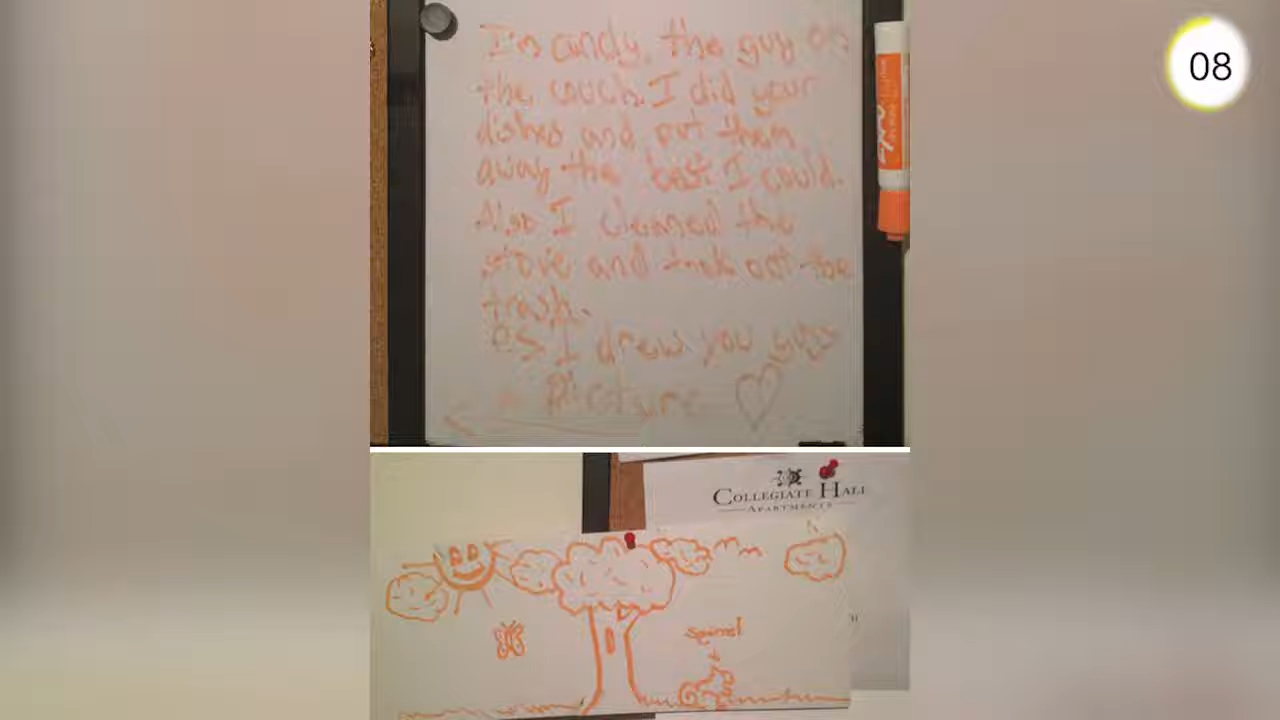 08
I'm candy, the guy on
the couch. I did your
dishes and put them
away the best I could.
Also I cleaned the
stove and took out the
trash.
PS I drew you guys
a Picture
Collegiate Hall
Apartments
squirrel